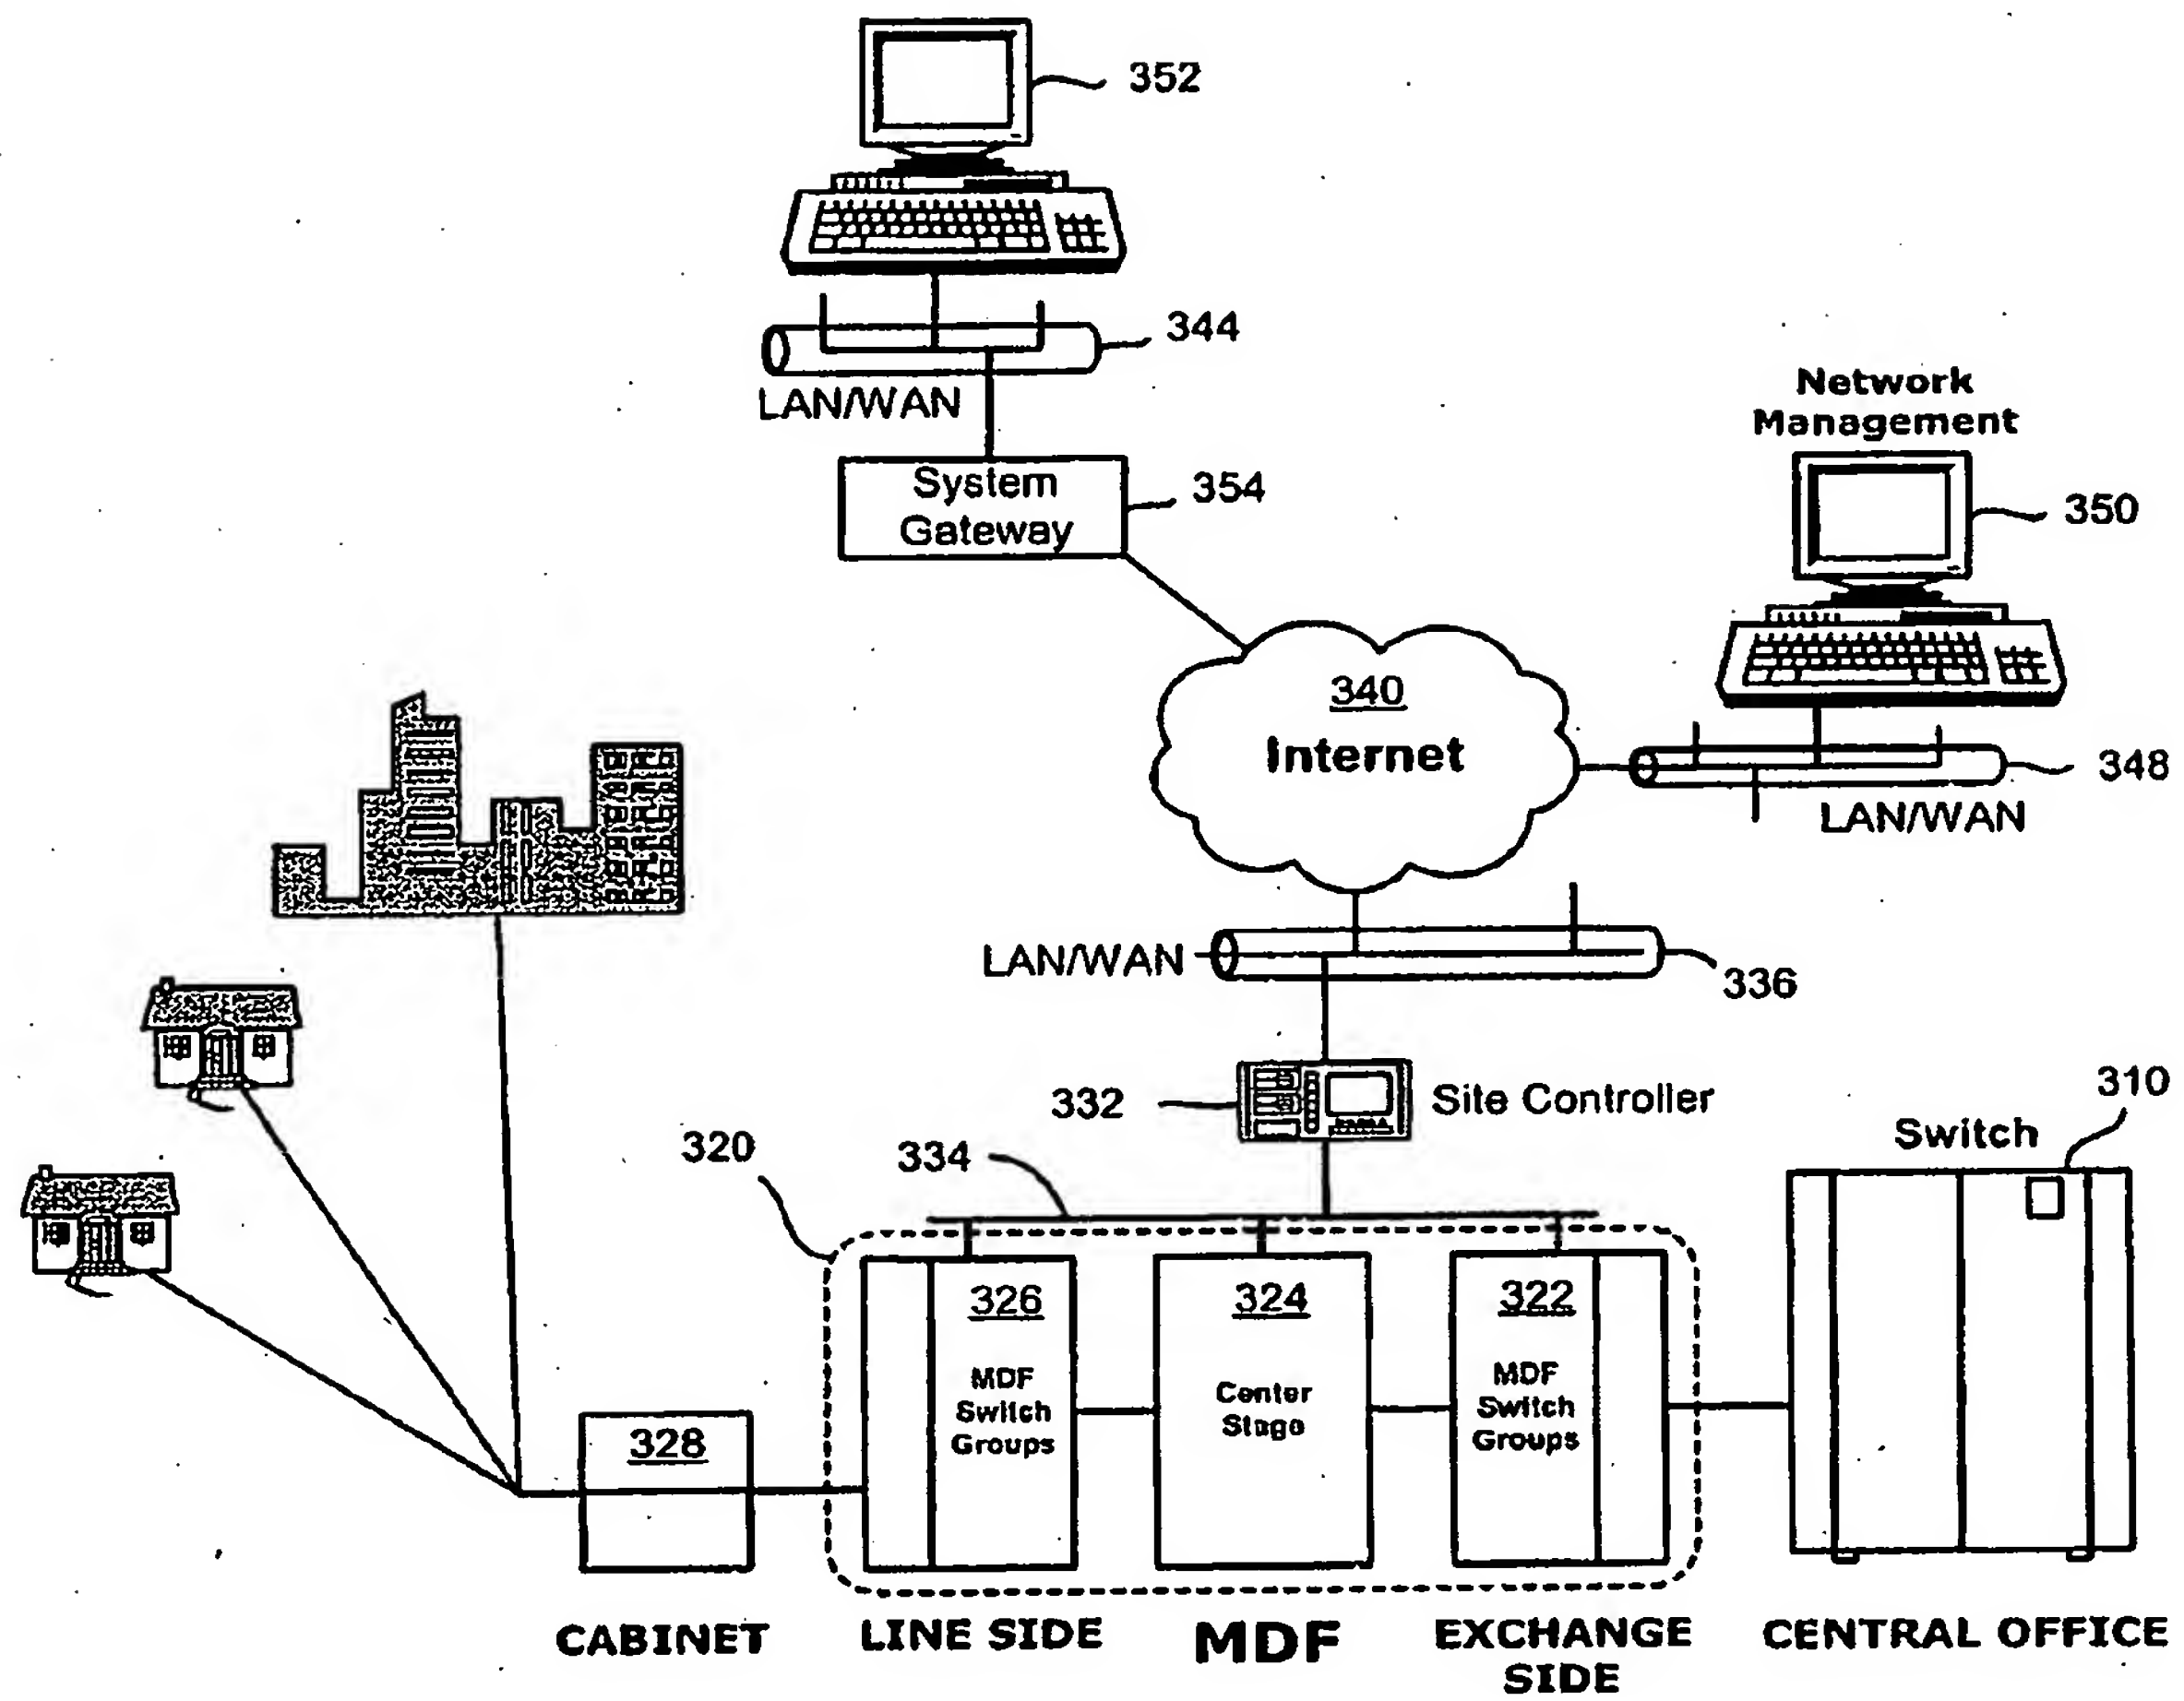 352
344
LAN/WAN
System
Gateway
354
Network
Management
350
340
Internet
348
LAN/WAN
LAN/WAN
336
332
Site Controller
310
Switch
320
334
326
MDF
Switch
Groups
324
Center
Stage
322
MDF
Switch
Groups
328
CABINET
LINE SIDE
MDF
EXCHANGE
SIDE
CENTRAL OFFICE